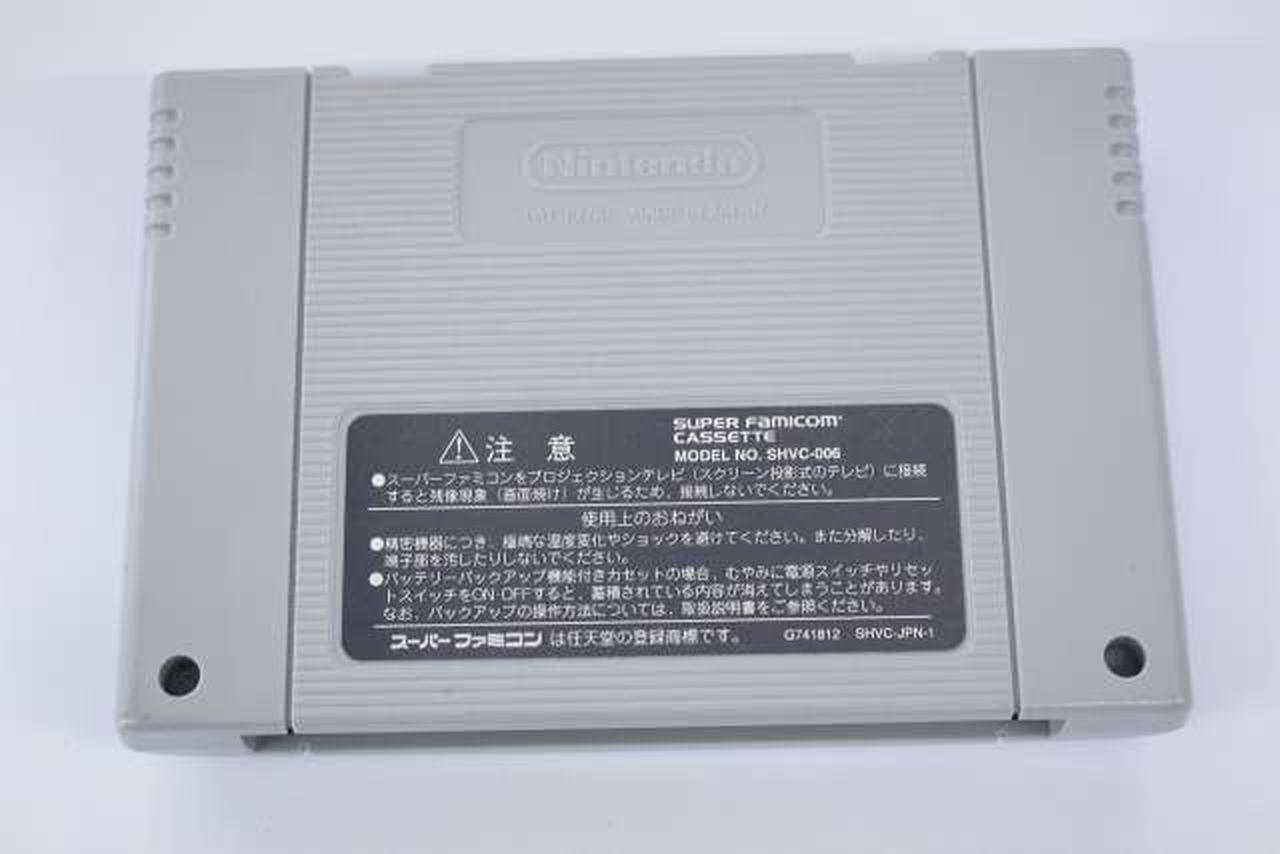 Nintendo
注 意
SUPER FAMICOM
CASSETTE
MODEL NO. SHVC-006
●スーパーファミコンをプロジェクションテレビ（スクリーン投影式のテレビ）に接続
すると残像現象（画面焼け）が生じるため、接続しないでください。
使用上のおねがい
●精密機器につき、極端な温度変化やショックを避けてください。また分解したり、
端子部を汚したりしないでください。
●バッテリーバックアップ機能付きカセットの場合、むやみに電源スイッチやリセッ
トスイッチをON-OFFすると、蓄積されている内容が消えてしまうことがあります。
なお、バックアップの操作方法については、取扱説明書をご参照ください。
スーパーファミコン は任天堂の登録商標です。
G741812 SHVC-JPN-1